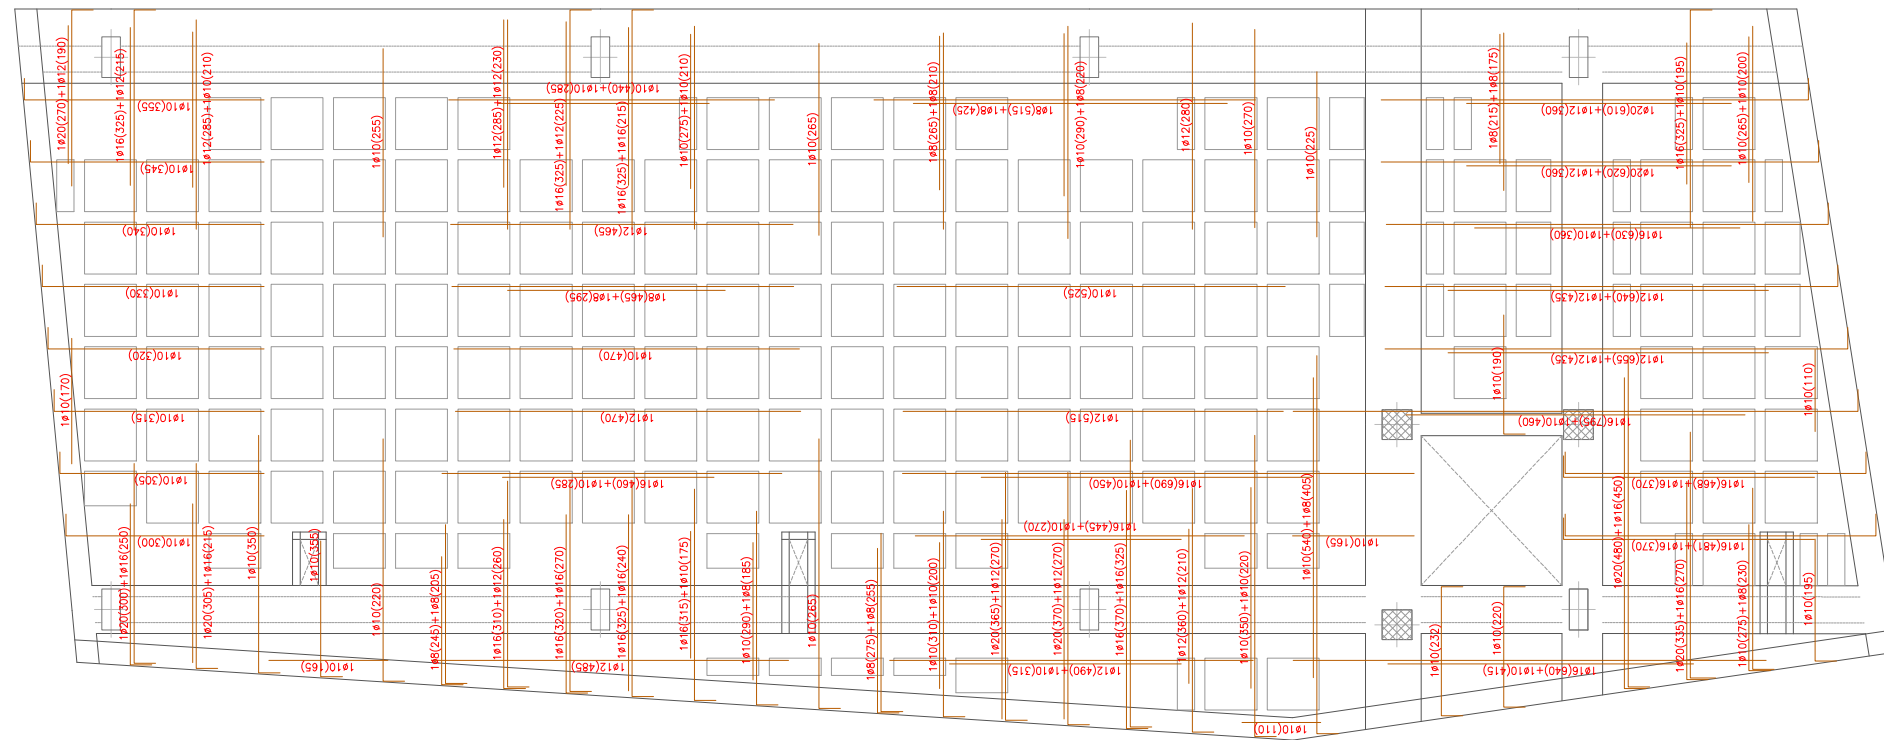 1ø20(270)+1ø12(190)
1ø16(325)+1ø12(215)
1ø12(285)+1ø10(210)
1ø10(255)
1ø12(285)+1ø12(230)
1ø16(325)+1ø12(225)
1ø16(325)+1ø16(215)
1ø10(275)+1ø10(210)
1ø10(265)
1ø8(265)+1ø8(210)
1ø10(290)+1ø8(220)
1ø12(280)
1ø10(270)
1ø10(225)
1ø8(215)+1ø8(175)
1ø16(325)+1ø10(195)
1ø10(265)+1ø10(200)
1ø10(355)
1ø10(440)+1ø10(285)
1ø8(515)+1ø8(425)
1ø20(610)+1ø12(360)
1ø10(345)
1ø20(620)+1ø12(360)
1ø10(340)
1ø12(465)
1ø16(630)+1ø10(360)
1ø10(330)
1ø8(465)+1ø8(295)
1ø10(525)
1ø12(640)+1ø12(435)
1ø10(320)
1ø10(470)
1ø12(655)+1ø12(435)
1ø10(170)
1ø10(190)
1ø10(110)
1ø10(315)
1ø12(470)
1ø12(515)
1ø16(795)+1ø10(460)
1ø10(305)
1ø16(460)+1ø10(285)
1ø16(690)+1ø10(450)
1ø16(468)+1ø16(370)
1ø10(300)
1ø16(445)+1ø10(270)
1ø10(165)
1ø16(481)+1ø16(370)
1ø20(300)+1ø16(250)
1ø20(305)+1ø16(215)
1ø10(350)
1ø10(355)
1ø10(220)
1ø8(245)+1ø8(205)
1ø16(310)+1ø12(260)
1ø16(320)+1ø16(270)
1ø16(325)+1ø16(240)
1ø16(315)+1ø10(175)
1ø10(290)+1ø8(185)
1ø10(265)
1ø8(275)+1ø8(255)
1ø10(310)+1ø10(200)
1ø20(365)+1ø12(270)
1ø20(370)+1ø12(270)
1ø16(370)+1ø16(325)
1ø12(360)+1ø12(210)
1ø10(350)+1ø10(220)
1ø10(540)+1ø8(405)
1ø10(232)
1ø10(220)
1ø20(480)+1ø16(450)
1ø20(335)+1ø16(270)
1ø10(275)+1ø8(230)
1ø10(195)
1ø10(165)
1ø12(485)
1ø12(490)+1ø10(315)
1ø16(640)+1ø10(415)
1ø10(110)